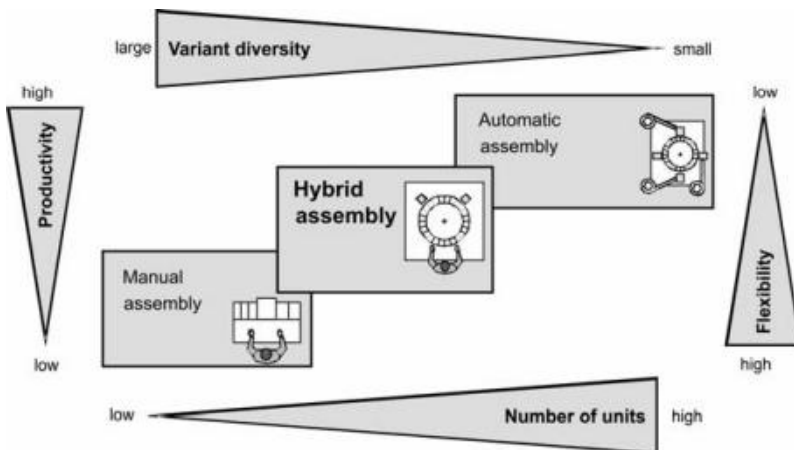 large
Variant diversity
small
high
low
Productivity
Automatic
assembly
Hybrid
assembly
Manual
assembly
Flexibility
low
high
low
Number of units
high